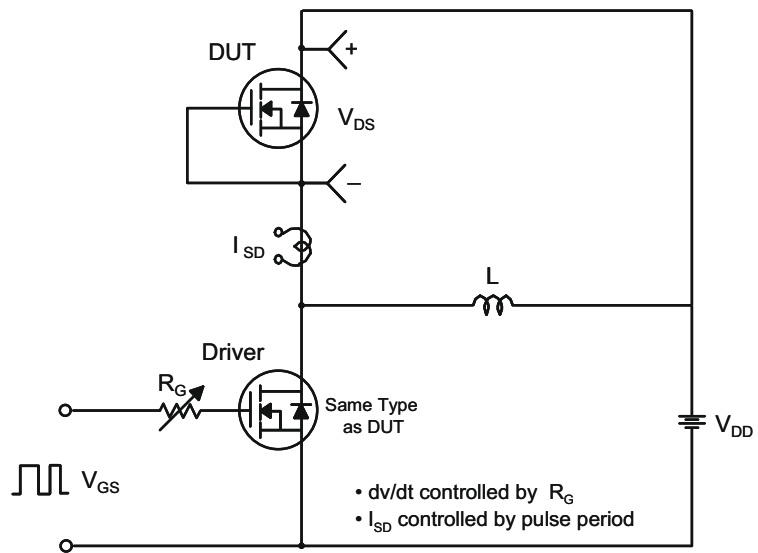 DUT
+
V_DS
−
I_SD
L
Driver
R_G
Same Type
as DUT
V_DD
V_GS
• dv/dt controlled by R_G
• I_SD controlled by pulse period